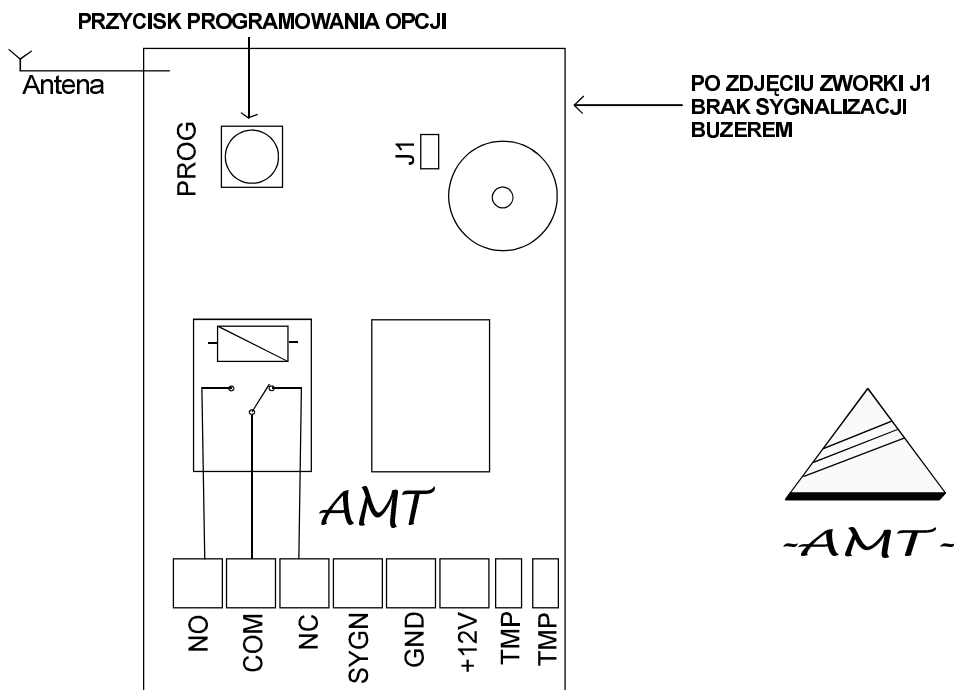 PRZYCISK PROGRAMOWANIA OPCJI
Antena
PO ZDJĘCIU ZWORKI J1
BRAK SYGNALIZACJI
BUZEREM
PROG
J1
AMT
-AMT-
NO
COM
NC
SYGN
GND
+12V
TMP
TMP